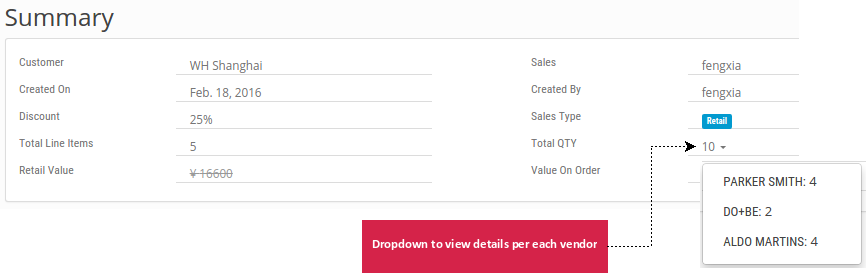 Summary
Customer WH Shanghai Sales fengxia
Created On Feb. 18, 2016 Created By fengxia
Discount 25% Sales Type Retail
Total Line Items 5 Total QTY 10
Retail Value ¥ 16600 Value On Order
PARKER SMITH: 4
DO+BE: 2
ALDO MARTINS: 4
Dropdown to view details per each vendor